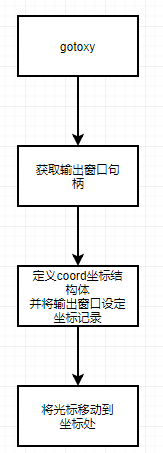 gotoxy
获取输出窗口句
柄
定义coord坐标结
构体
并将输出窗口设定
坐标记录
将光标移动到
坐标处